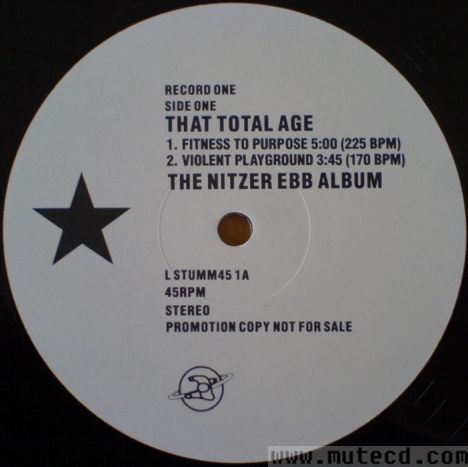 RECORD ONE
SIDE ONE
THAT TOTAL AGE
1. FITNESS TO PURPOSE 5:00 (225 BPM)
2. VIOLENT PLAYGROUND 3:45 (170 BPM)
THE NITZER EBB ALBUM
L STUMM45 1A
45RPM
STEREO
PROMOTION COPY NOT FOR SALE
www.mutecd.com